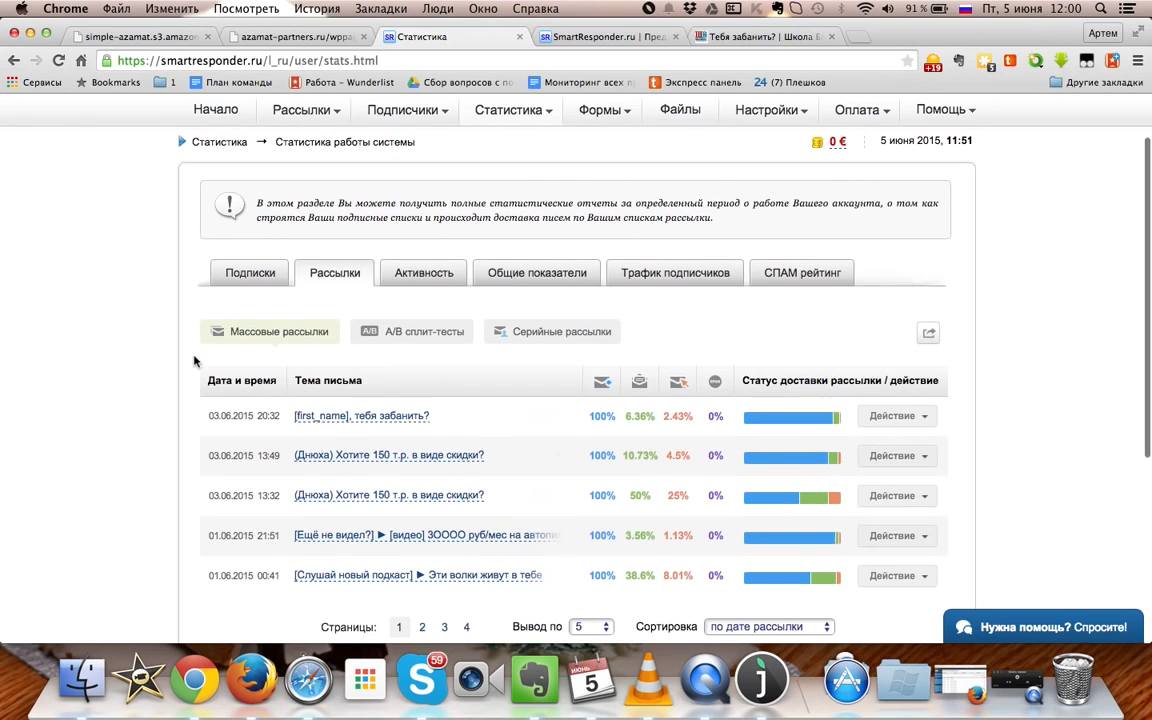 Chrome Файл Изменить Посмотреть История Закладки Люди Окно Справка 91 % Пт, 5 июня 12:00
simple-azamat.s3.amazo azamat-partners.ru/wppa Статистика SmartResponder.ru | Пред Тебя забанить? | Школа Б Артем
https://smartresponder.ru/l_ru/user/stats.html +19 5
Сервисы Bookmarks 1 План команды Работа – Wunderlist Сбор вопросов с по Мониторинг всех п Экспресс панель 24 (7) Плешков Другие закладки
Начало Рассылки Подписчики Статистика Формы Файлы Настройки Оплата Помощь
Статистика → Статистика работы системы 0 € 5 июня 2015, 11:51
В этом разделе Вы можете получить полные статистические отчеты за определенный период о работе Вашего аккаунта, о том как
строятся Ваши подписные списки и происходит доставка писем по Вашим спискам рассылки.
Подписки Рассылки Активность Общие показатели Трафик подписчиков СПАМ рейтинг
Массовые рассылки A/B A/B сплит-тесты Серийные рассылки
Дата и время Тема письма Статус доставки рассылки / действие
03.06.2015 20:32 [first_name], тебя забанить? 100% 6.36% 2.43% 0% Действие
03.06.2015 13:49 (Днюха) Хотите 150 т.р. в виде скидки? 100% 10.73% 4.5% 0% Действие
03.06.2015 13:32 (Днюха) Хотите 150 т.р. в виде скидки? 100% 50% 25% 0% Действие
01.06.2015 21:51 [Ещё не видел?] ► [видео] 3OOOO руб/мес на автопи 100% 3.56% 1.13% 0% Действие
01.06.2015 00:41 [Слушай новый подкаст] ► Эти волки живут в тебе 100% 38.6% 8.01% 0% Действие
Страницы: 1 2 3 4 Вывод по 5 Сортировка по дате рассылки
Нужна помощь? Спросите!
59
ИЮНЬ
5